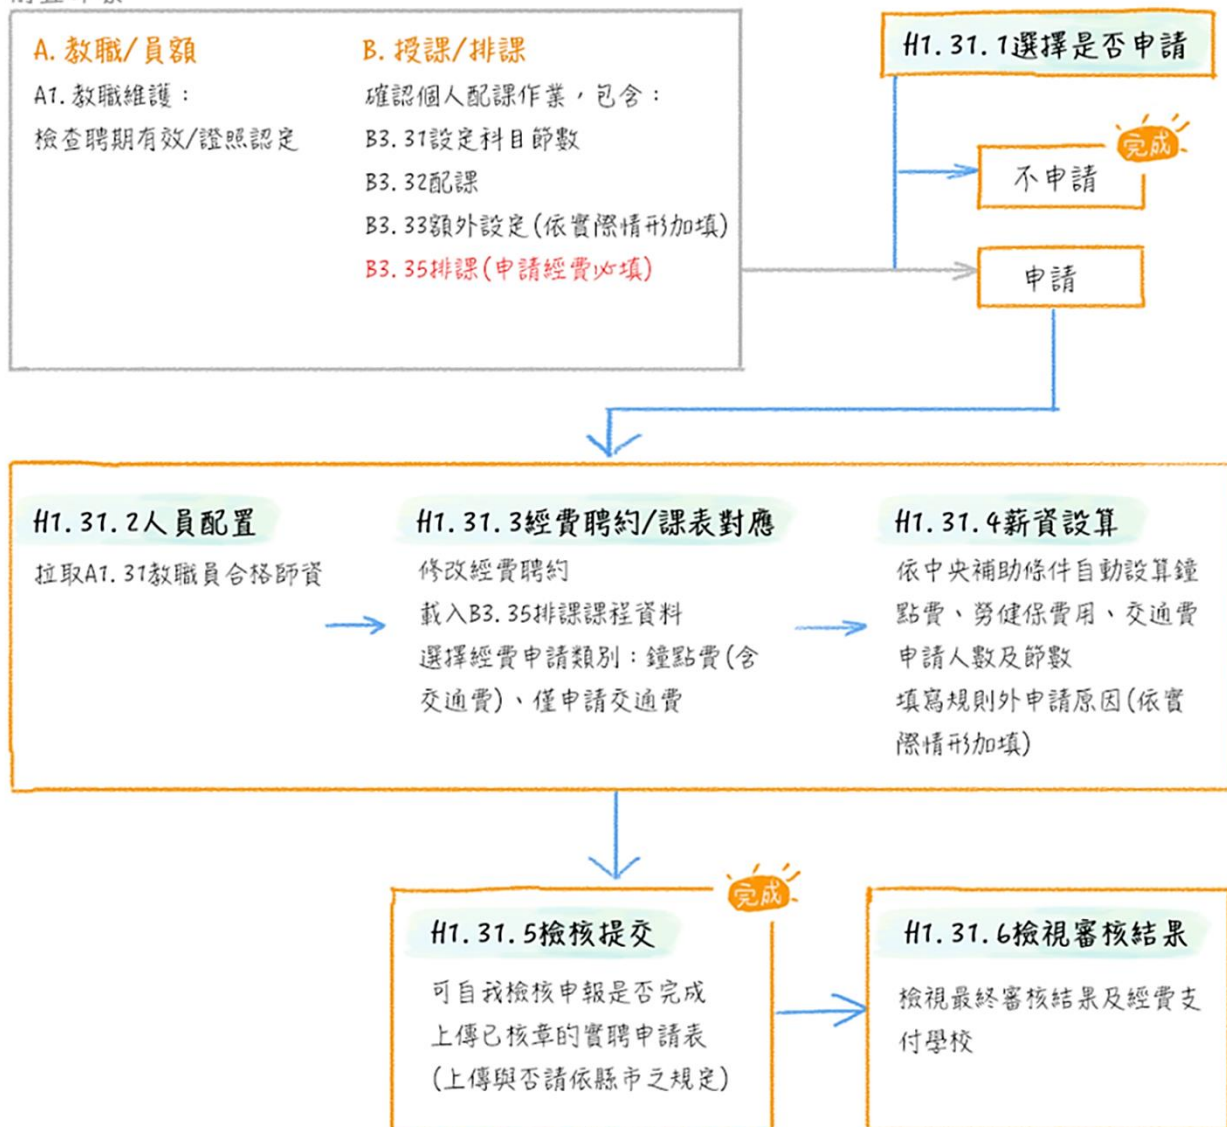 A. 教職/員額
A1. 教職維護：
檢查聘期有效/證照認定
B. 授課/排課
確認個人配課作業，包含：
B3.31設定科目節數
B3.32配課
B3.33額外設定(依實際情形加填)
B3.35排課(申請經費必填)
H1.31.1選擇是否申請
完成
不申請
申請
H1.31.2人員配置
拉取A1.31教職員合格師資
H1.31.3經費聘約/課表對應
修改經費聘約
載入B3.35排課課程資料
選擇經費申請類別：鐘點費(含
交通費)、僅申請交通費
H1.31.4薪資設算
依中央補助條件自動設算鐘
點費、勞健保費用、交通費
申請人數及節數
填寫規則外申請原因(依實
際情形加填)
完成
H1.31.5檢核提交
可自我檢核申報是否完成
上傳已核章的實聘申請表
(上傳與否請依縣市之規定)
H1.31.6檢視審核結果
檢視最終審核結果及經費支
付學校